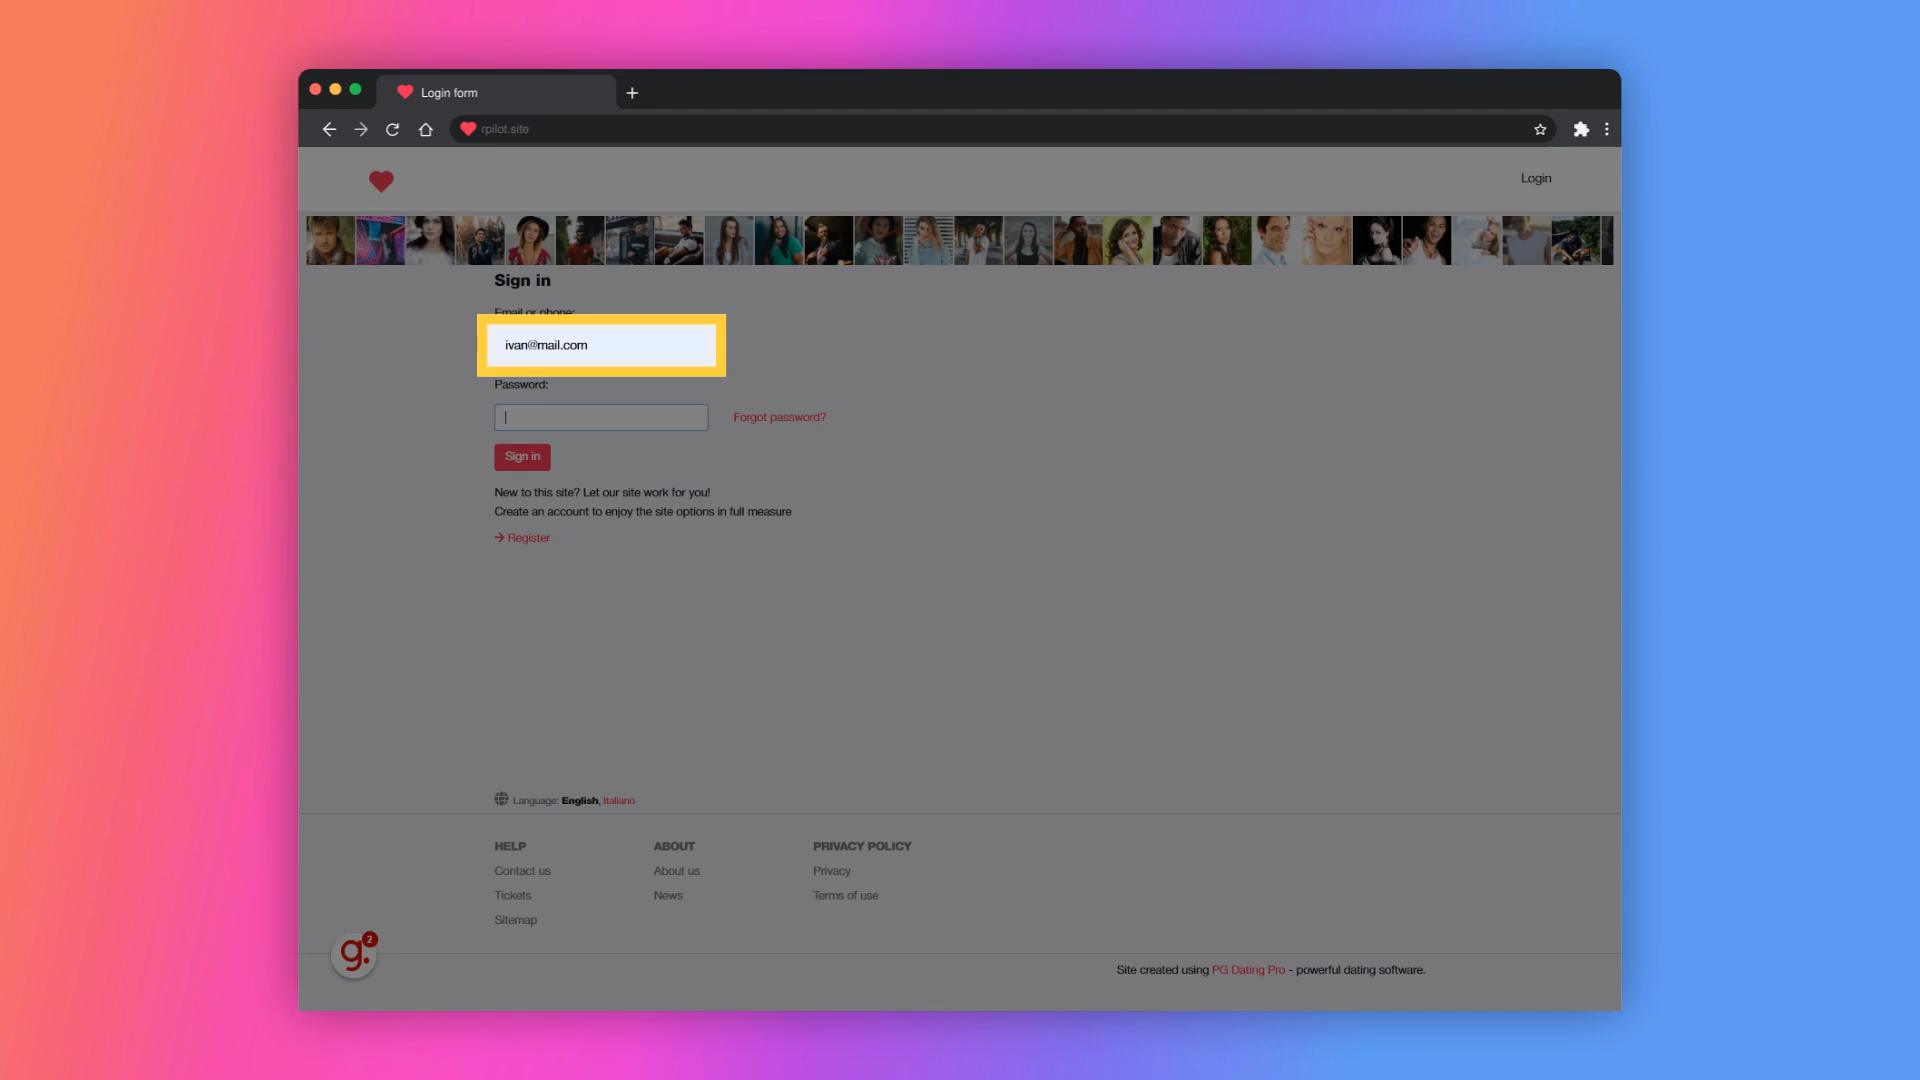 Login form
rpilot.site
Login
Sign in
Email or phone:
ivan@mail.com
Password:
Forgot password?
Sign in
New to this site? Let our site work for you!
Create an account to enjoy the site options in full measure
Register
Language: English, Italiano
HELP
ABOUT
PRIVACY POLICY
Contact us
About us
Privacy
Tickets
News
Terms of use
Sitemap
g. 2
Site created using PG Dating Pro - powerful dating software.